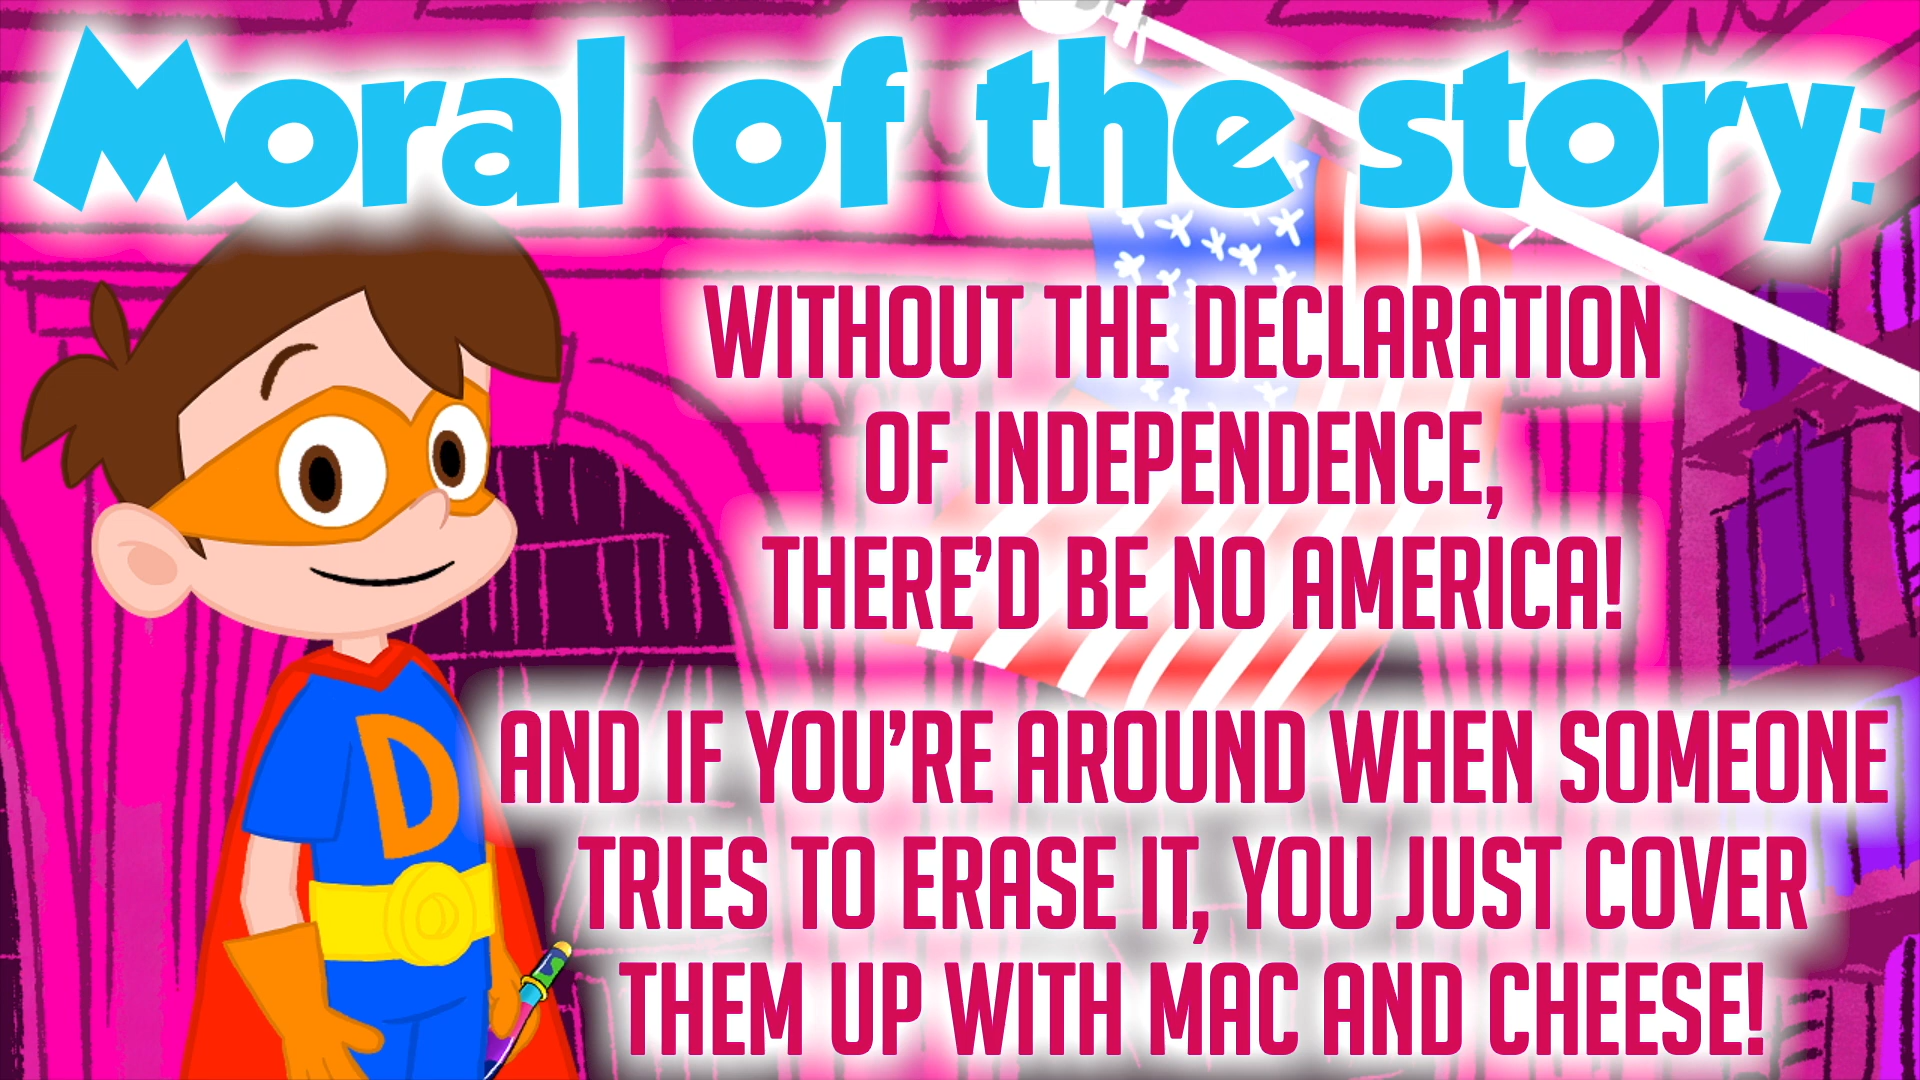 Moral of the story:
WITHOUT THE DECLARATION
OF INDEPENDENCE,
THERE'D BE NO AMERICA!
AND IF YOU'RE AROUND WHEN SOMEONE
TRIES TO ERASE IT, YOU JUST COVER
THEM UP WITH MAC AND CHEESE!
D